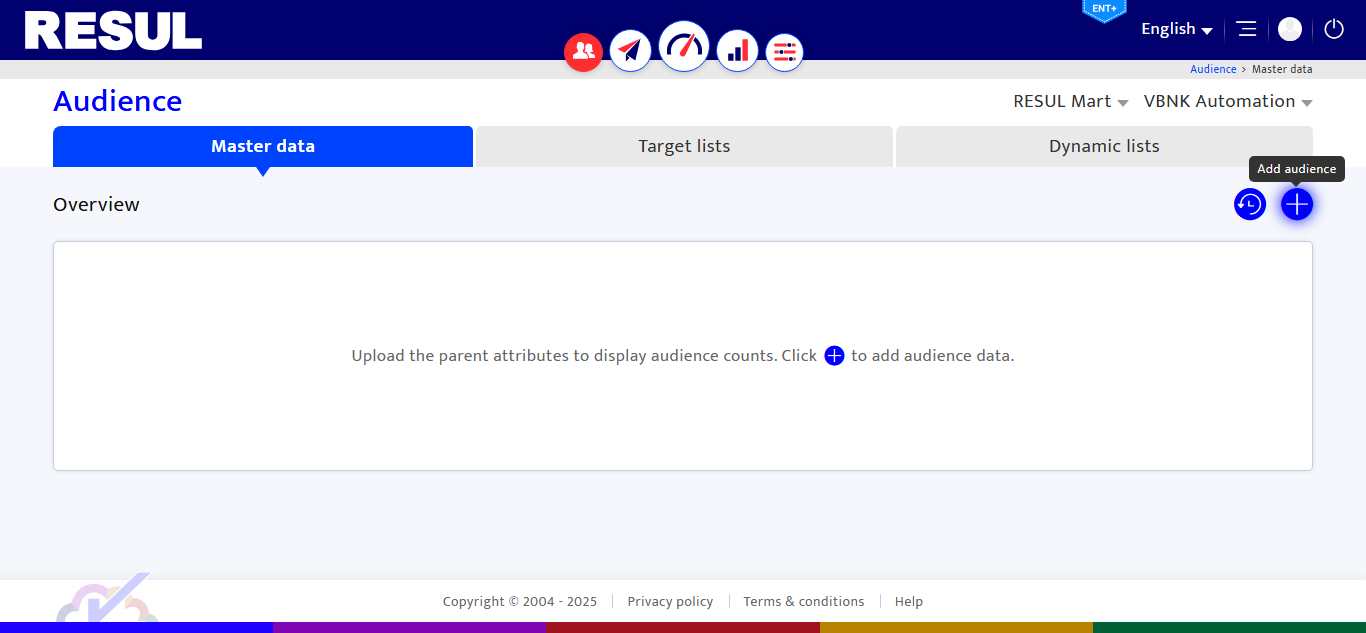 RESUL
ENT+
English
Audience > Master data
Audience
RESUL Mart
VBNK Automation
Master data
Target lists
Dynamic lists
Add audience
Overview
Upload the parent attributes to display audience counts. Click to add audience data.
Copyright © 2004 - 2025
Privacy policy
Terms & conditions
Help